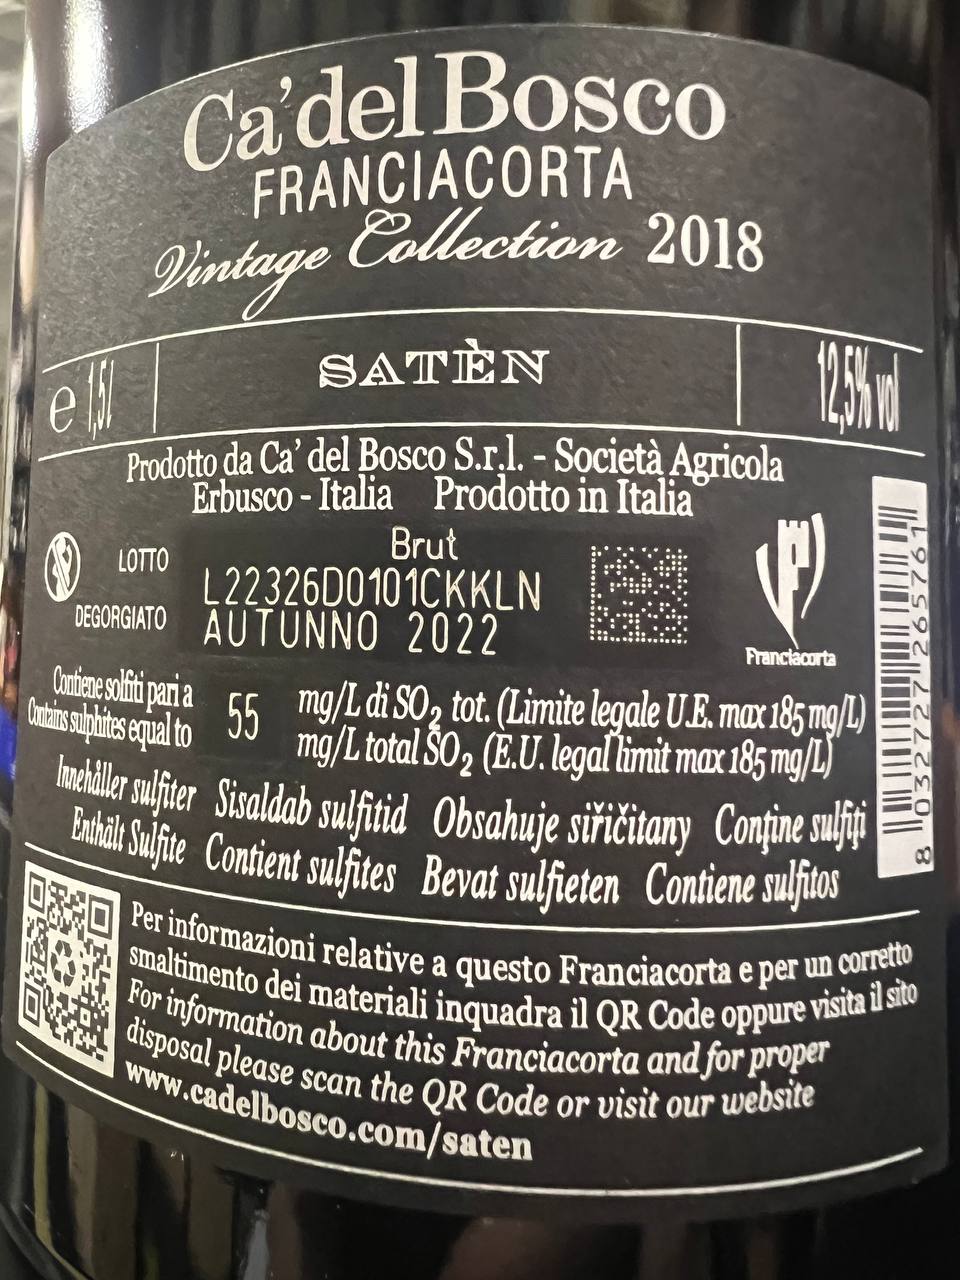 Ca'del Bosco
FRANCIACORTA
Vintage Collection 2018
e 1,5l
SATÈN
12,5% vol
Prodotto da Ca' del Bosco S.r.l. - Società Agricola
Erbusco - Italia Prodotto in Italia
Brut
LOTTO L22326D0101CKKLN
DEGORGIATO AUTUNNO 2022
Franciacorta
8 032727 265761
Contiene solfiti pari a 55 mg/L di SO₂ tot. (Limite legale U.E. max 185 mg/L)
Contains sulphites equal to mg/L total SO₂ (E.U. legal limit max 185 mg/L)
Innehåller sulfiter Sisaldab sulfitid Obsahuje siřičitany Conţine sulfiţi
Enthält Sulfite Contient sulfites Bevat sulfieten Contiene sulfitos
Per informazioni relative a questo Franciacorta e per un corretto
smaltimento dei materiali inquadra il QR Code oppure visita il sito
For information about this Franciacorta and for proper
disposal please scan the QR Code or visit our website
www.cadelbosco.com/saten